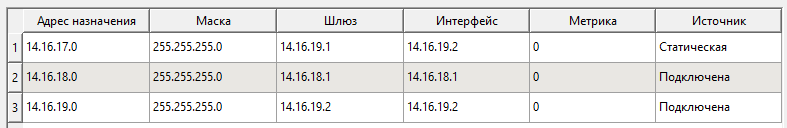 Адрес назначения Маска Шлюз Интерфейс Метрика Источник
1 14.16.17.0 255.255.255.0 14.16.19.1 14.16.19.2 0 Статическая
2 14.16.18.0 255.255.255.0 14.16.18.1 14.16.18.1 0 Подключена
3 14.16.19.0 255.255.255.0 14.16.19.2 14.16.19.2 0 Подключена